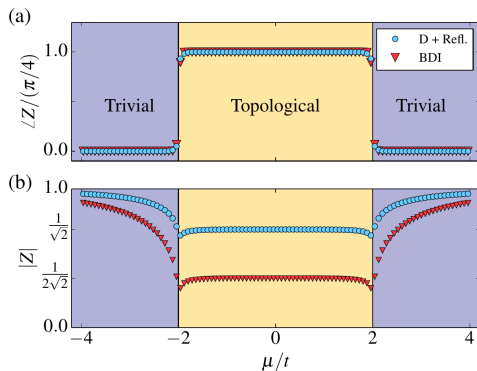 (a)
1.0
0.0
∠Z/(π/4)
Trivial
Topological
Trivial
D + Refl.
BDI
(b)
1.0
1/√2
1/2√2
0.0
|Z|
−4
−2
0
2
4
μ/t